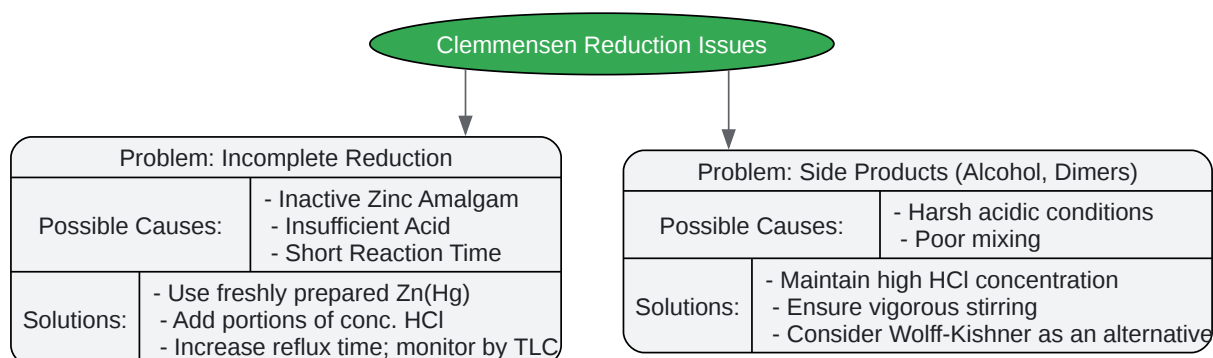 Clemmensen Reduction Issues
Problem: Incomplete Reduction
Possible Causes:
- Inactive Zinc Amalgam
- Insufficient Acid
- Short Reaction Time
Solutions:
- Use freshly prepared Zn(Hg)
- Add portions of conc. HCl
- Increase reflux time; monitor by TLC
Problem: Side Products (Alcohol, Dimers)
Possible Causes:
- Harsh acidic conditions
- Poor mixing
Solutions:
- Maintain high HCl concentration
- Ensure vigorous stirring
- Consider Wolff-Kishner as an alternative